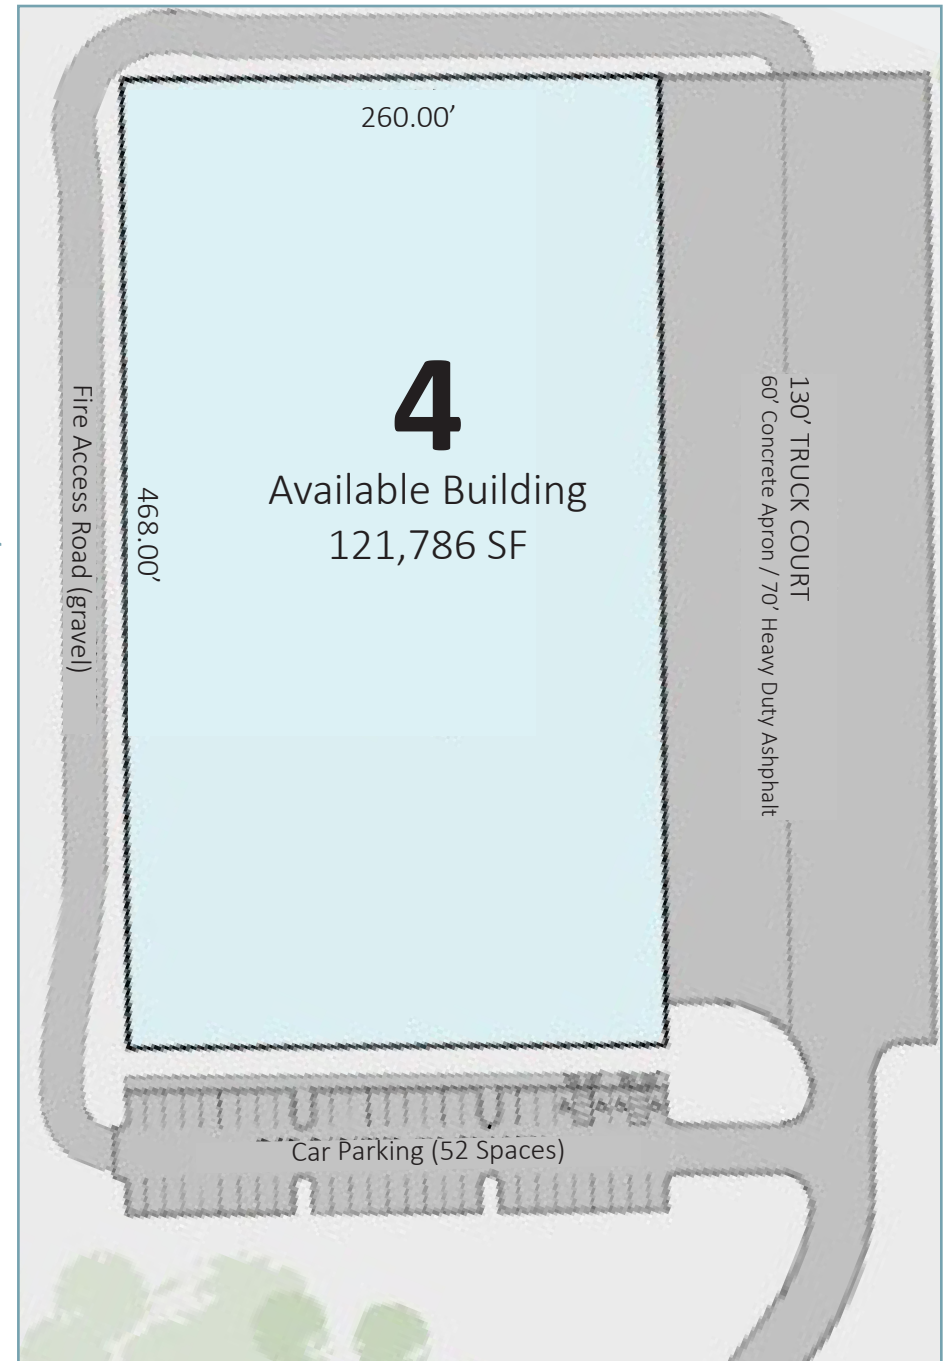 260.00’
4
Available Building
121,786 SF
468.00’
Fire Access Road (gravel)
130’ TRUCK COURT
60’ Concrete Apron / 70’ Heavy Duty Ashphalt
Car Parking (52 Spaces)